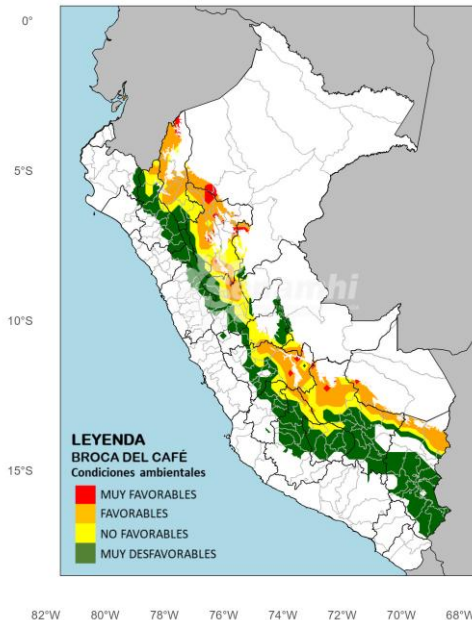 0°
5°S
10°S
15°S
senamhi
LEYENDA
BROCA DEL CAFÉ
Condiciones ambientales
MUY FAVORABLES
FAVORABLES
NO FAVORABLES
MUY DESFAVORABLES
82°W 80°W 78°W 76°W 74°W 72°W 70°W 68°W